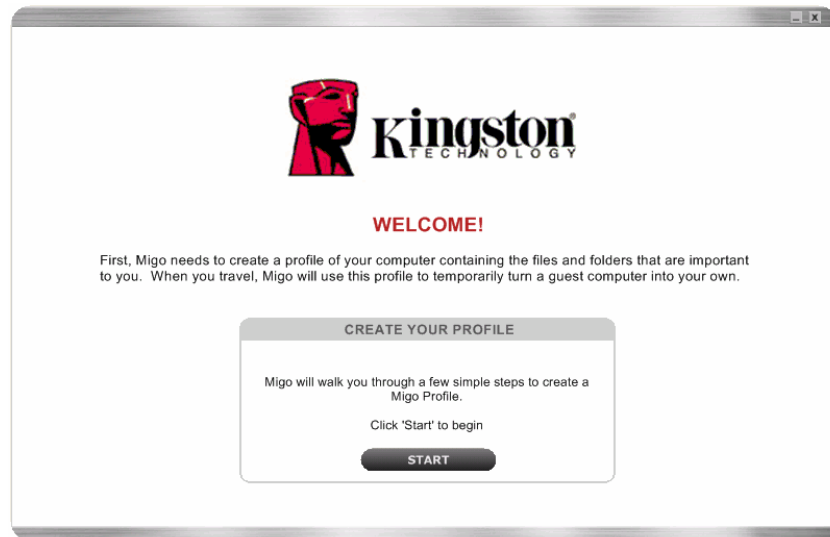 Kingston
TECHNOLOGY
WELCOME!
First, Migo needs to create a profile of your computer containing the files and folders that are important
to you.  When you travel, Migo will use this profile to temporarily turn a guest computer into your own.
CREATE YOUR PROFILE
Migo will walk you through a few simple steps to create a
Migo Profile.
Click 'Start' to begin
START